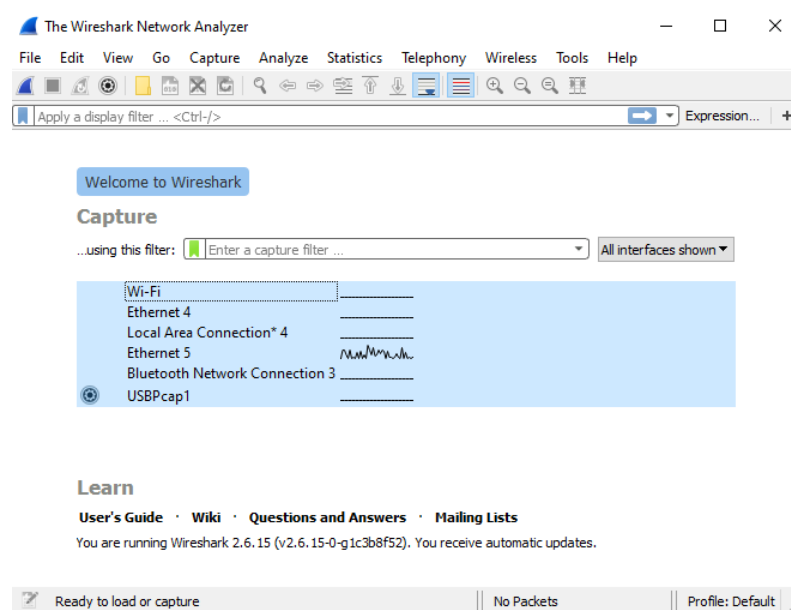 The Wireshark Network Analyzer
File Edit View Go Capture Analyze Statistics Telephony Wireless Tools Help
Apply a display filter ... <Ctrl-/> Expression... +
Welcome to Wireshark
Capture
...using this filter: Enter a capture filter ... All interfaces shown
Wi-Fi
Ethernet 4
Local Area Connection* 4
Ethernet 5
Bluetooth Network Connection 3
USBPcap1
Learn
User's Guide · Wiki · Questions and Answers · Mailing Lists
You are running Wireshark 2.6.15 (v2.6.15-0-g1c3b8f52). You receive automatic updates.
Ready to load or capture No Packets Profile: Default